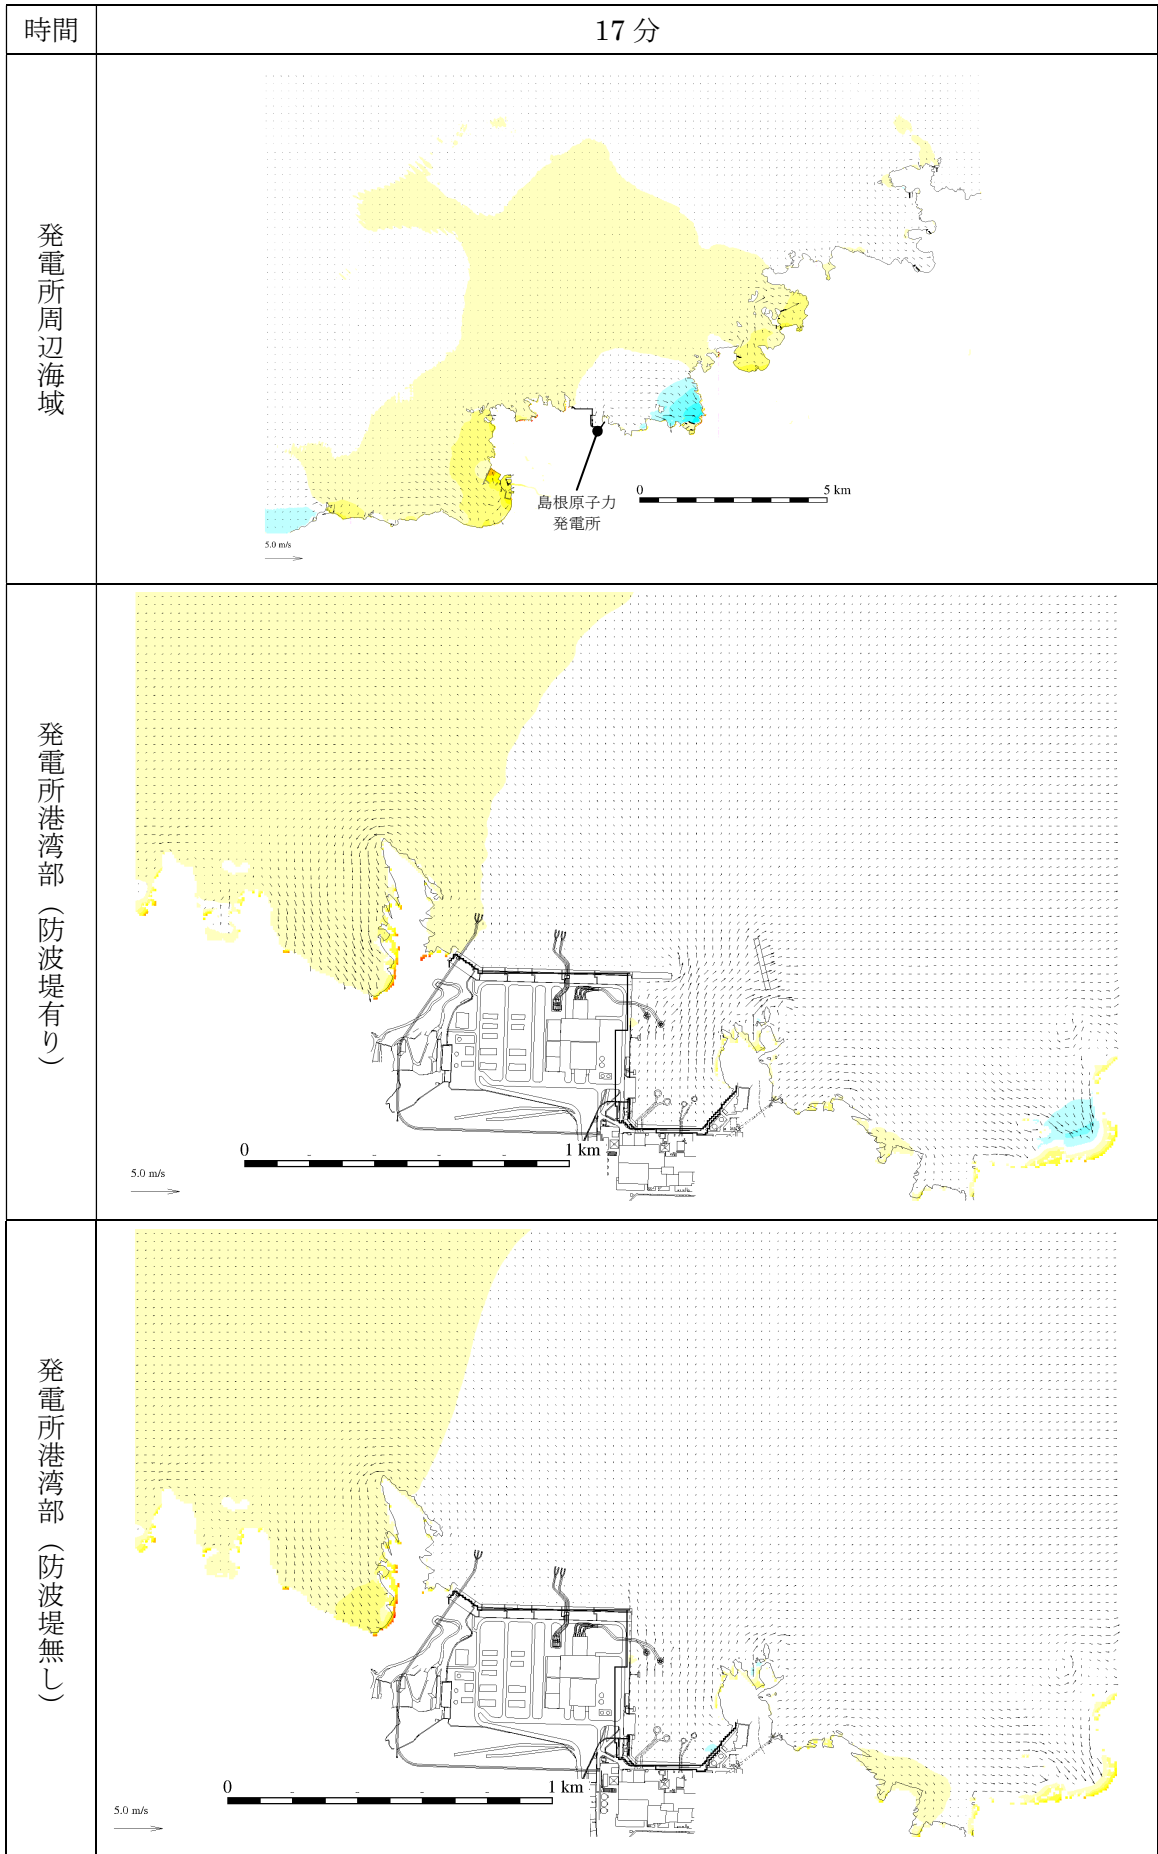 時間
17 分
発電所周辺海域
島根原子力
発電所
0 5 km
5.0 m/s
発電所港湾部（防波堤有り）
0 1 km
5.0 m/s
発電所港湾部（防波堤無し）
0 1 km
5.0 m/s